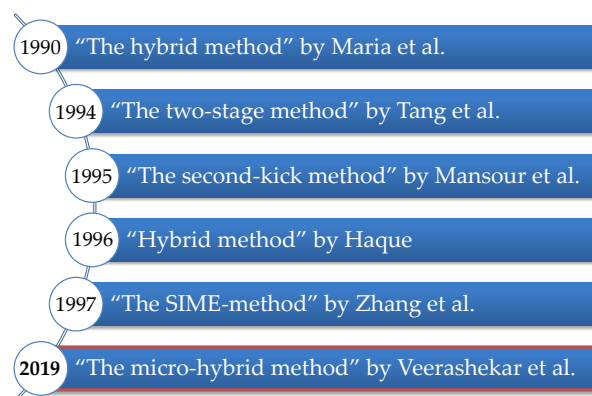 1990 “The hybrid method” by Maria et al.
1994 “The two-stage method” by Tang et al.
1995 “The second-kick method” by Mansour et al.
1996 “Hybrid method” by Haque
1997 “The SIME-method” by Zhang et al.
2019 “The micro-hybrid method” by Veerashekar et al.